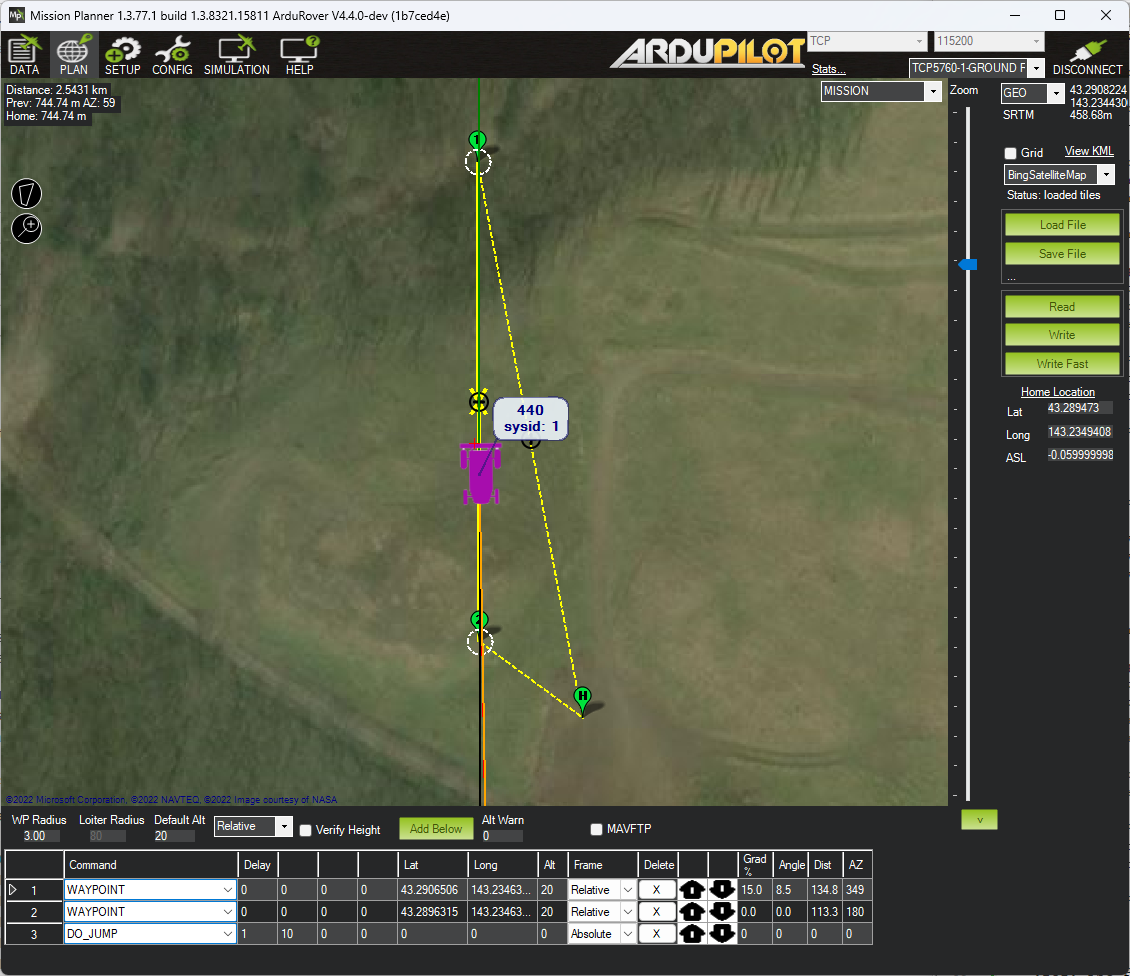 Mp Mission Planner 1.3.77.1 build 1.3.8321.15811 ArduRover V4.4.0-dev (1b7ced4e)
DATA PLAN SETUP CONFIG SIMULATION HELP
ARDUPILOT
TCP 115200
Stats... TCP5760-1-GROUND F DISCONNECT
Distance: 2.5431 km
Prev: 744.74 m AZ: 59
Home: 744.74 m
MISSION
Zoom
GEO 43.2908224
143.2344300
SRTM 458.68m
Grid View KML
BingSatelliteMap
Status: loaded tiles
Load File
Save File
...
Read
Write
Write Fast
Home Location
Lat 43.289473
Long 143.2349408
ASL -0.059999998
1
440
sysid: 1
2
H
©2022 Microsoft Corporation, ©2022 NAVTEQ, ©2022 Image courtesy of NASA
v
WP Radius Loiter Radius Default Alt Alt Warn
3.00 80 20 Relative Verify Height Add Below 0 MAVFTP
Command Delay Lat Long Alt Frame Delete Grad % Angle Dist AZ
1 WAYPOINT 0 0 0 0 43.2906506 143.23463... 20 Relative X 15.0 8.5 134.8 349
2 WAYPOINT 0 0 0 0 43.2896315 143.23463... 20 Relative X 0.0 0.0 113.3 180
3 DO_JUMP 1 10 0 0 0 0 0 Absolute X 0 0 0 0